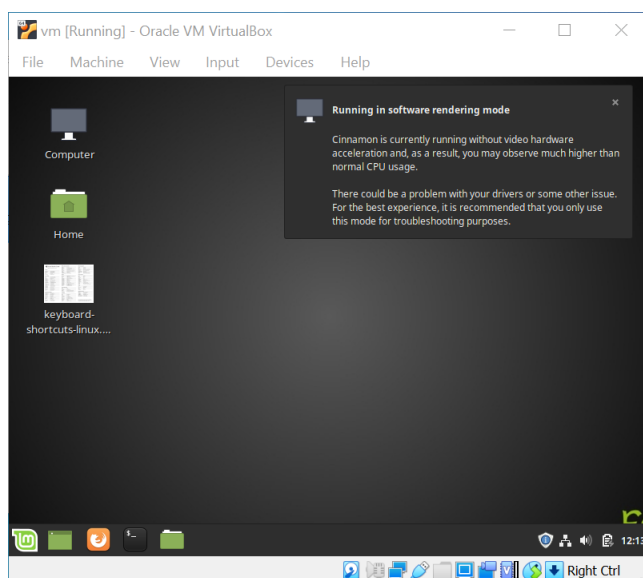 vm [Running] - Oracle VM VirtualBox
File Machine View Input Devices Help
Running in software rendering mode
Cinnamon is currently running without video hardware
acceleration and, as a result, you may observe much higher than
normal CPU usage.
There could be a problem with your drivers or some other issue.
For the best experience, it is recommended that you only use
this mode for troubleshooting purposes.
Computer
Home
keyboard-
shortcuts-linux....
12:13
Right Ctrl